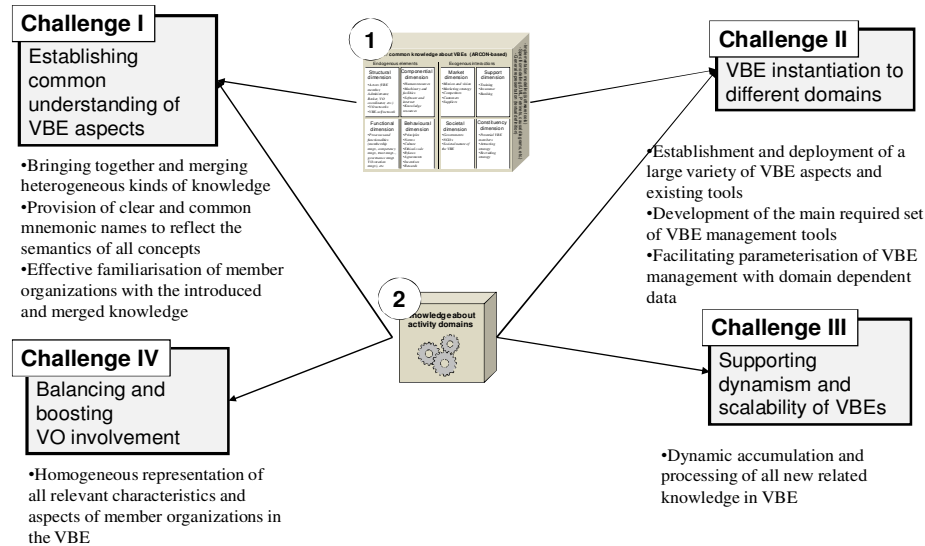 Challenge I
Establishing
common
understanding of
VBE aspects
•Bringing together and merging
heterogeneous kinds of knowledge
•Provision of clear and common
mnemonic names to reflect the
semantics of all concepts
•Effective familiarisation of member
organizations with the introduced
and merged knowledge
1
common knowledge about VBEs (ARCON-based)
Endogenous elements
Exogenous interactions
Structural
dimension
Componential
dimension
Market
dimension
Support
dimension
Functional
dimension
Behavioural
dimension
Societal
dimension
Constituency
dimension
Challenge II
VBE instantiation to
different domains
•Establishment and deployment of a
large variety of VBE aspects and
existing tools
•Development of the main required set
of VBE management tools
•Facilitating parameterisation of VBE
management with domain dependent
data
2
knowledge about
activity domains
Challenge IV
Balancing and
boosting
VO involvement
•Homogeneous representation of
all relevant characteristics and
aspects of member organizations in
the VBE
Challenge III
Supporting
dynamism and
scalability of VBEs
•Dynamic accumulation and
processing of all new related
knowledge in VBE